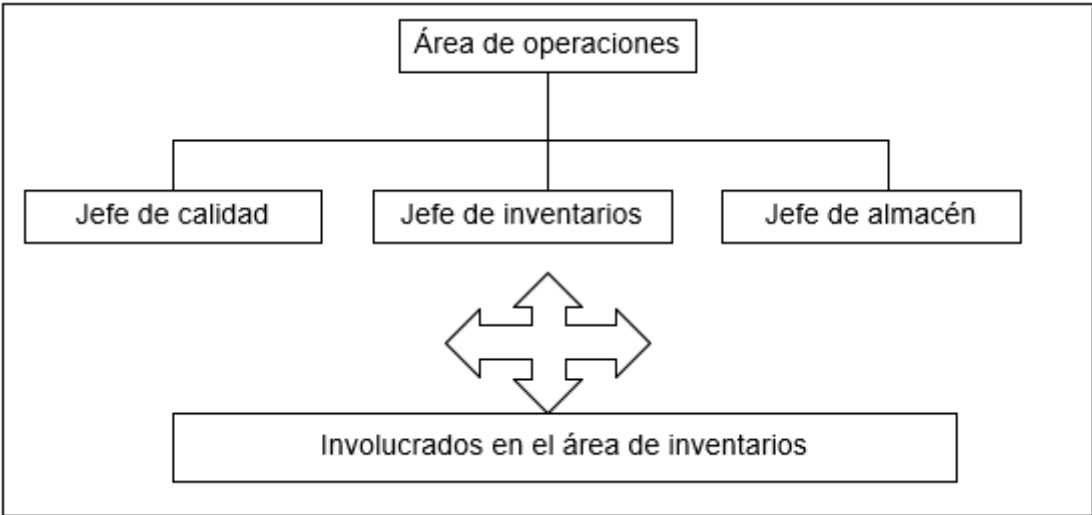 Área de operaciones
Jefe de calidad
Jefe de inventarios
Jefe de almacén
Involucrados en el área de inventarios